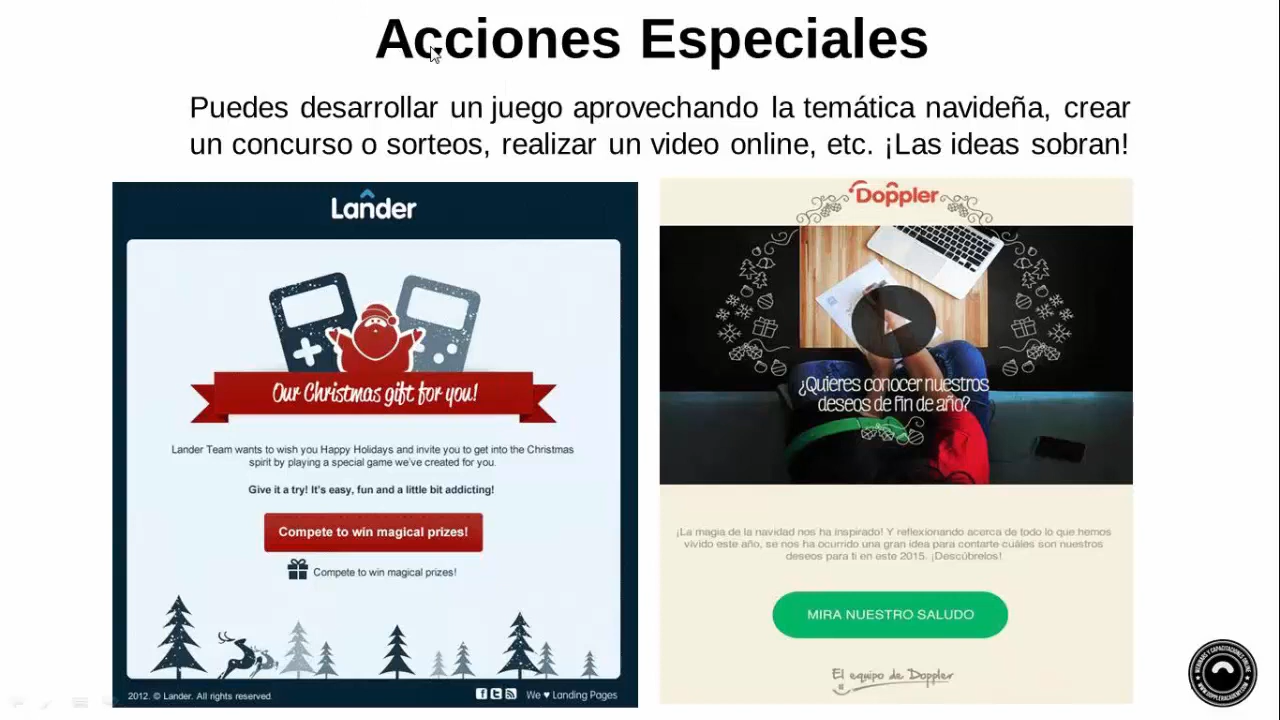 Acciones Especiales
Puedes desarrollar un juego aprovechando la temática navideña, crear
un concurso o sorteos, realizar un video online, etc. ¡Las ideas sobran!
Lander
Our Christmas gift for you!
Lander Team wants to wish you Happy Holidays and invite you to get into the Christmas
spirit by playing a special game we've created for you.
Give it a try! It's easy, fun and a little bit addicting!
Compete to win magical prizes!
Compete to win magical prizes!
2012. © Lander. All rights reserved.
We ♥ Landing Pages
Doppler
¿Quieres conocer nuestros
deseos de fin de año?
¡La magia de la navidad nos ha inspirado! Y reflexionando acerca de todo lo que hemos
vivido este año, se nos ha ocurrido una gran idea para contarte cuáles son nuestros
deseos para ti en este 2015. ¡Descúbrelos!
MIRA NUESTRO SALUDO
El equipo de Doppler